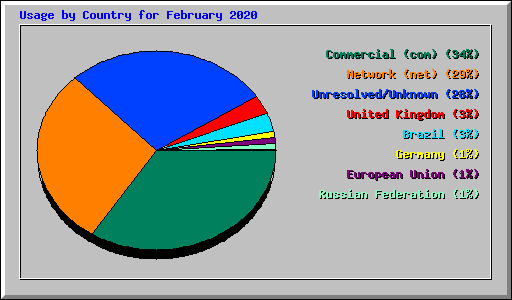 Usage by Country for February 2020
Commercial (com) (34%)
Network (net) (29%)
Unresolved/Unknown (28%)
United Kingdom (3%)
Brazil (3%)
Germany (1%)
European Union (1%)
Russian Federation (1%)